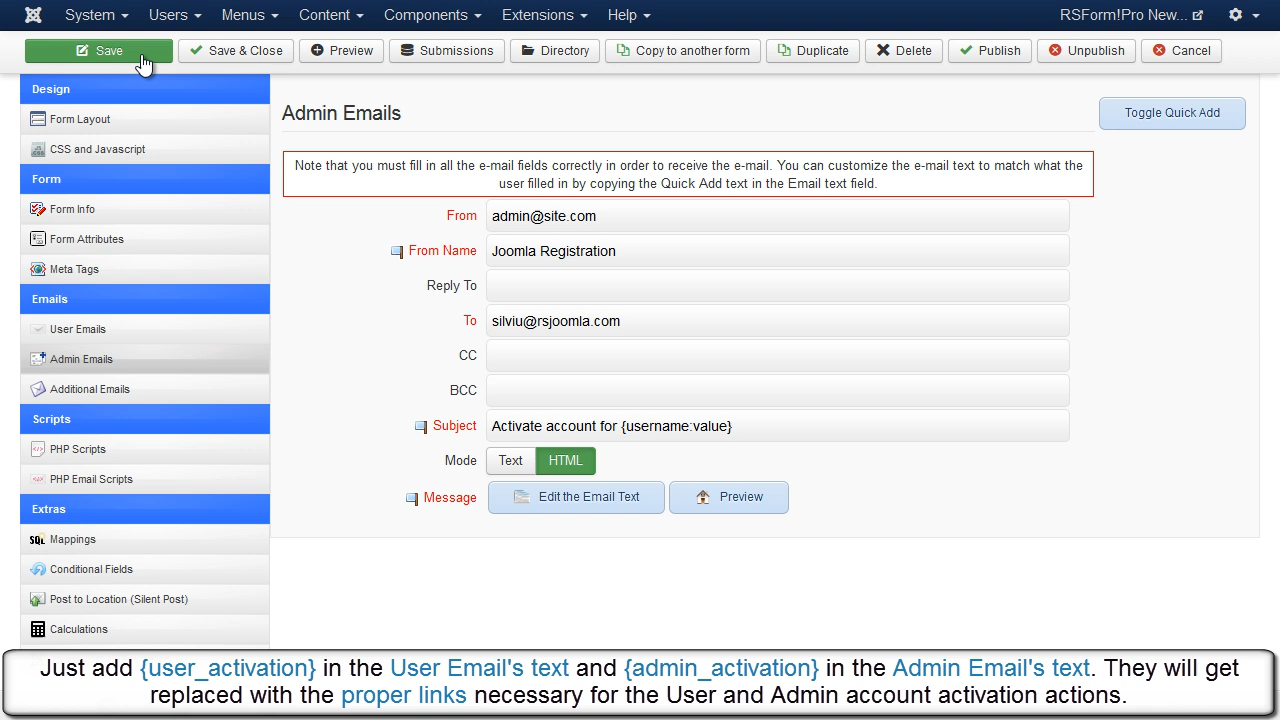 System Users Menus Content Components Extensions Help RSForm!Pro New...
Save Save & Close Preview Submissions Directory Copy to another form Duplicate Delete Publish Unpublish Cancel
Design
Form Layout
CSS and Javascript
Form
Form Info
Form Attributes
Meta Tags
Emails
User Emails
Admin Emails
Additional Emails
Scripts
PHP Scripts
PHP Email Scripts
Extras
SQL Mappings
Conditional Fields
Post to Location (Silent Post)
Calculations
Admin Emails
Toggle Quick Add
Note that you must fill in all the e-mail fields correctly in order to receive the e-mail. You can customize the e-mail text to match what the
user filled in by copying the Quick Add text in the Email text field.
From admin@site.com
From Name Joomla Registration
Reply To
To silviu@rsjoomla.com
CC
BCC
Subject Activate account for {username:value}
Mode Text HTML
Message Edit the Email Text Preview
Just add {user_activation} in the User Email's text and {admin_activation} in the Admin Email's text. They will get
replaced with the proper links necessary for the User and Admin account activation actions.